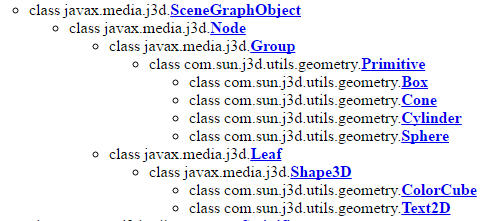 class javax.media.j3d.SceneGraphObject
class javax.media.j3d.Node
class javax.media.j3d.Group
class com.sun.j3d.utils.geometry.Primitive
class com.sun.j3d.utils.geometry.Box
class com.sun.j3d.utils.geometry.Cone
class com.sun.j3d.utils.geometry.Cylinder
class com.sun.j3d.utils.geometry.Sphere
class javax.media.j3d.Leaf
class javax.media.j3d.Shape3D
class com.sun.j3d.utils.geometry.ColorCube
class com.sun.j3d.utils.geometry.Text2D